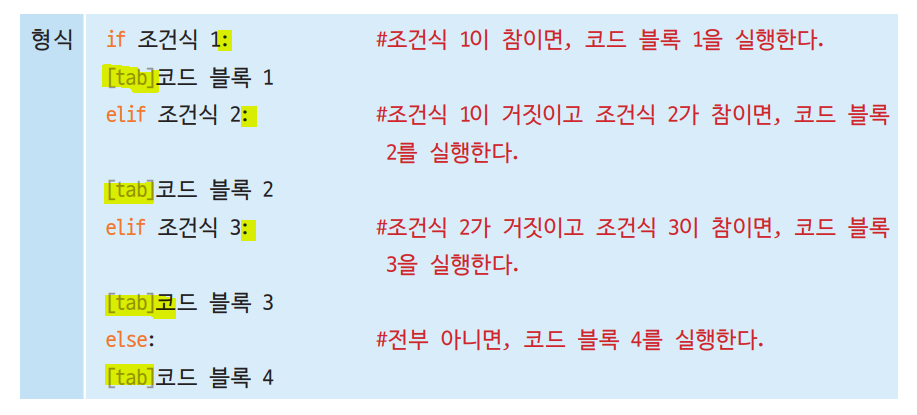 형식 if 조건식 1: #조건식 1이 참이면, 코드 블록 1을 실행한다.
[tab]코드 블록 1
elif 조건식 2: #조건식 1이 거짓이고 조건식 2가 참이면, 코드 블록
2를 실행한다.
[tab]코드 블록 2
elif 조건식 3: #조건식 2가 거짓이고 조건식 3이 참이면, 코드 블록
3을 실행한다.
[tab]코드 블록 3
else: #전부 아니면, 코드 블록 4를 실행한다.
[tab]코드 블록 4